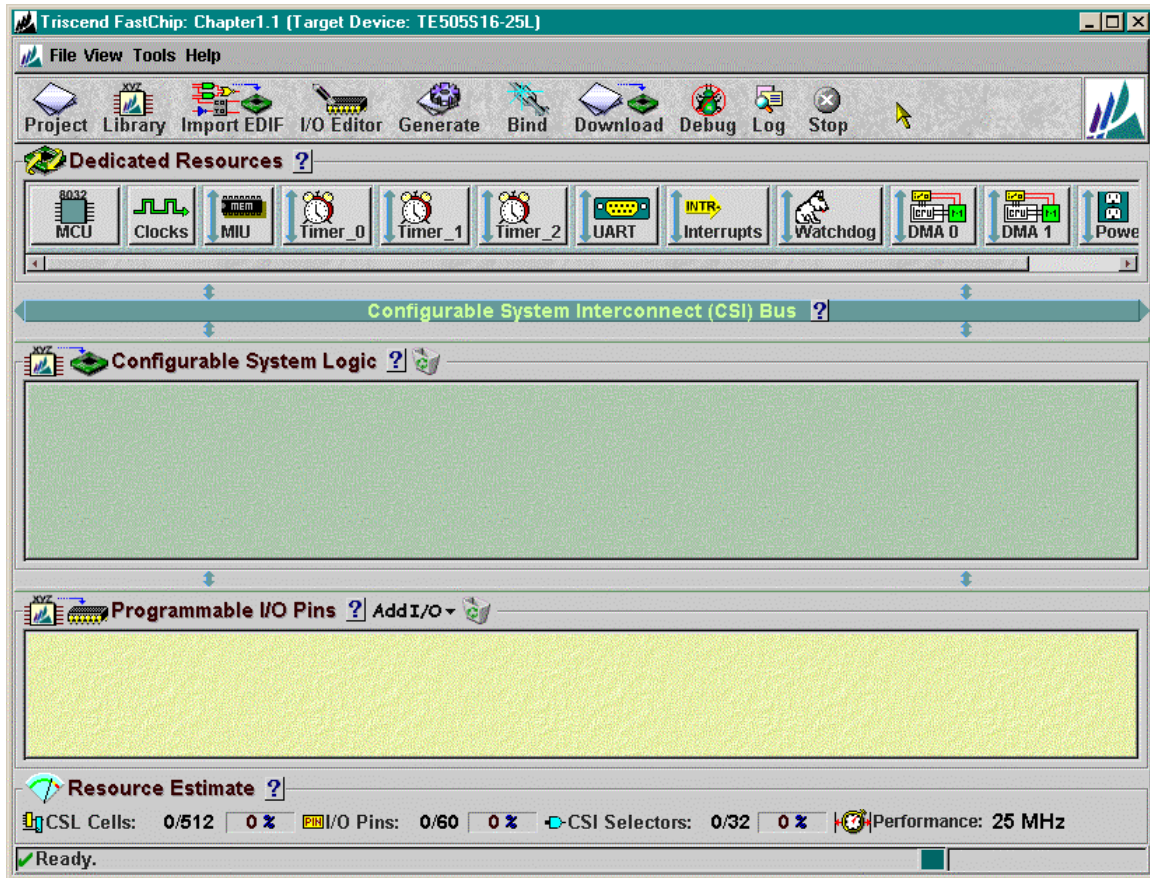 Triscend FastChip: Chapter1.1 (Target Device: TE505S16-25L)
File View Tools Help
Project Library Import EDIF I/O Editor Generate Bind Download Debug Log Stop
Dedicated Resources ?
8032 MCU Clocks MIU Timer_0 Timer_1 Timer_2 UART Interrupts Watchdog DMA 0 DMA 1 Powe
Configurable System Interconnect (CSI) Bus ?
Configurable System Logic ?
Programmable I/O Pins ? Add I/O
Resource Estimate ?
CSL Cells: 0/512 0 % PIN I/O Pins: 0/60 0 % CSI Selectors: 0/32 0 % Performance: 25 MHz
Ready.